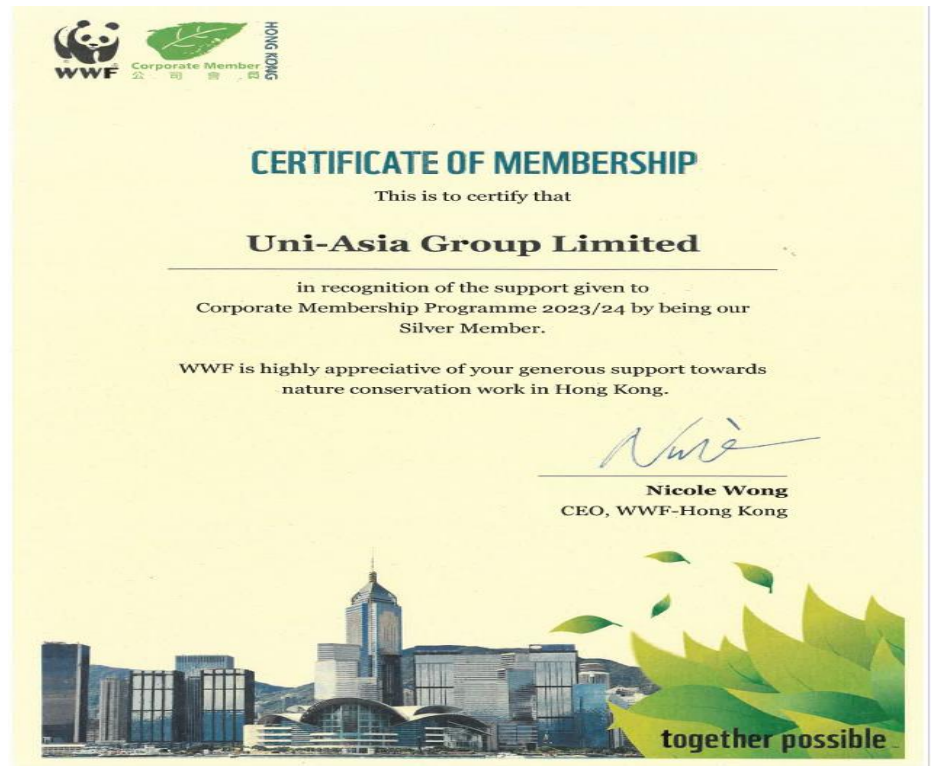 WWF
Corporate Member
公司會員
HONG KONG
CERTIFICATE OF MEMBERSHIP
This is to certify that
Uni-Asia Group Limited
in recognition of the support given to
Corporate Membership Programme 2023/24 by being our
Silver Member.
WWF is highly appreciative of your generous support towards
nature conservation work in Hong Kong.
Nicole Wong
CEO, WWF-Hong Kong
together possible